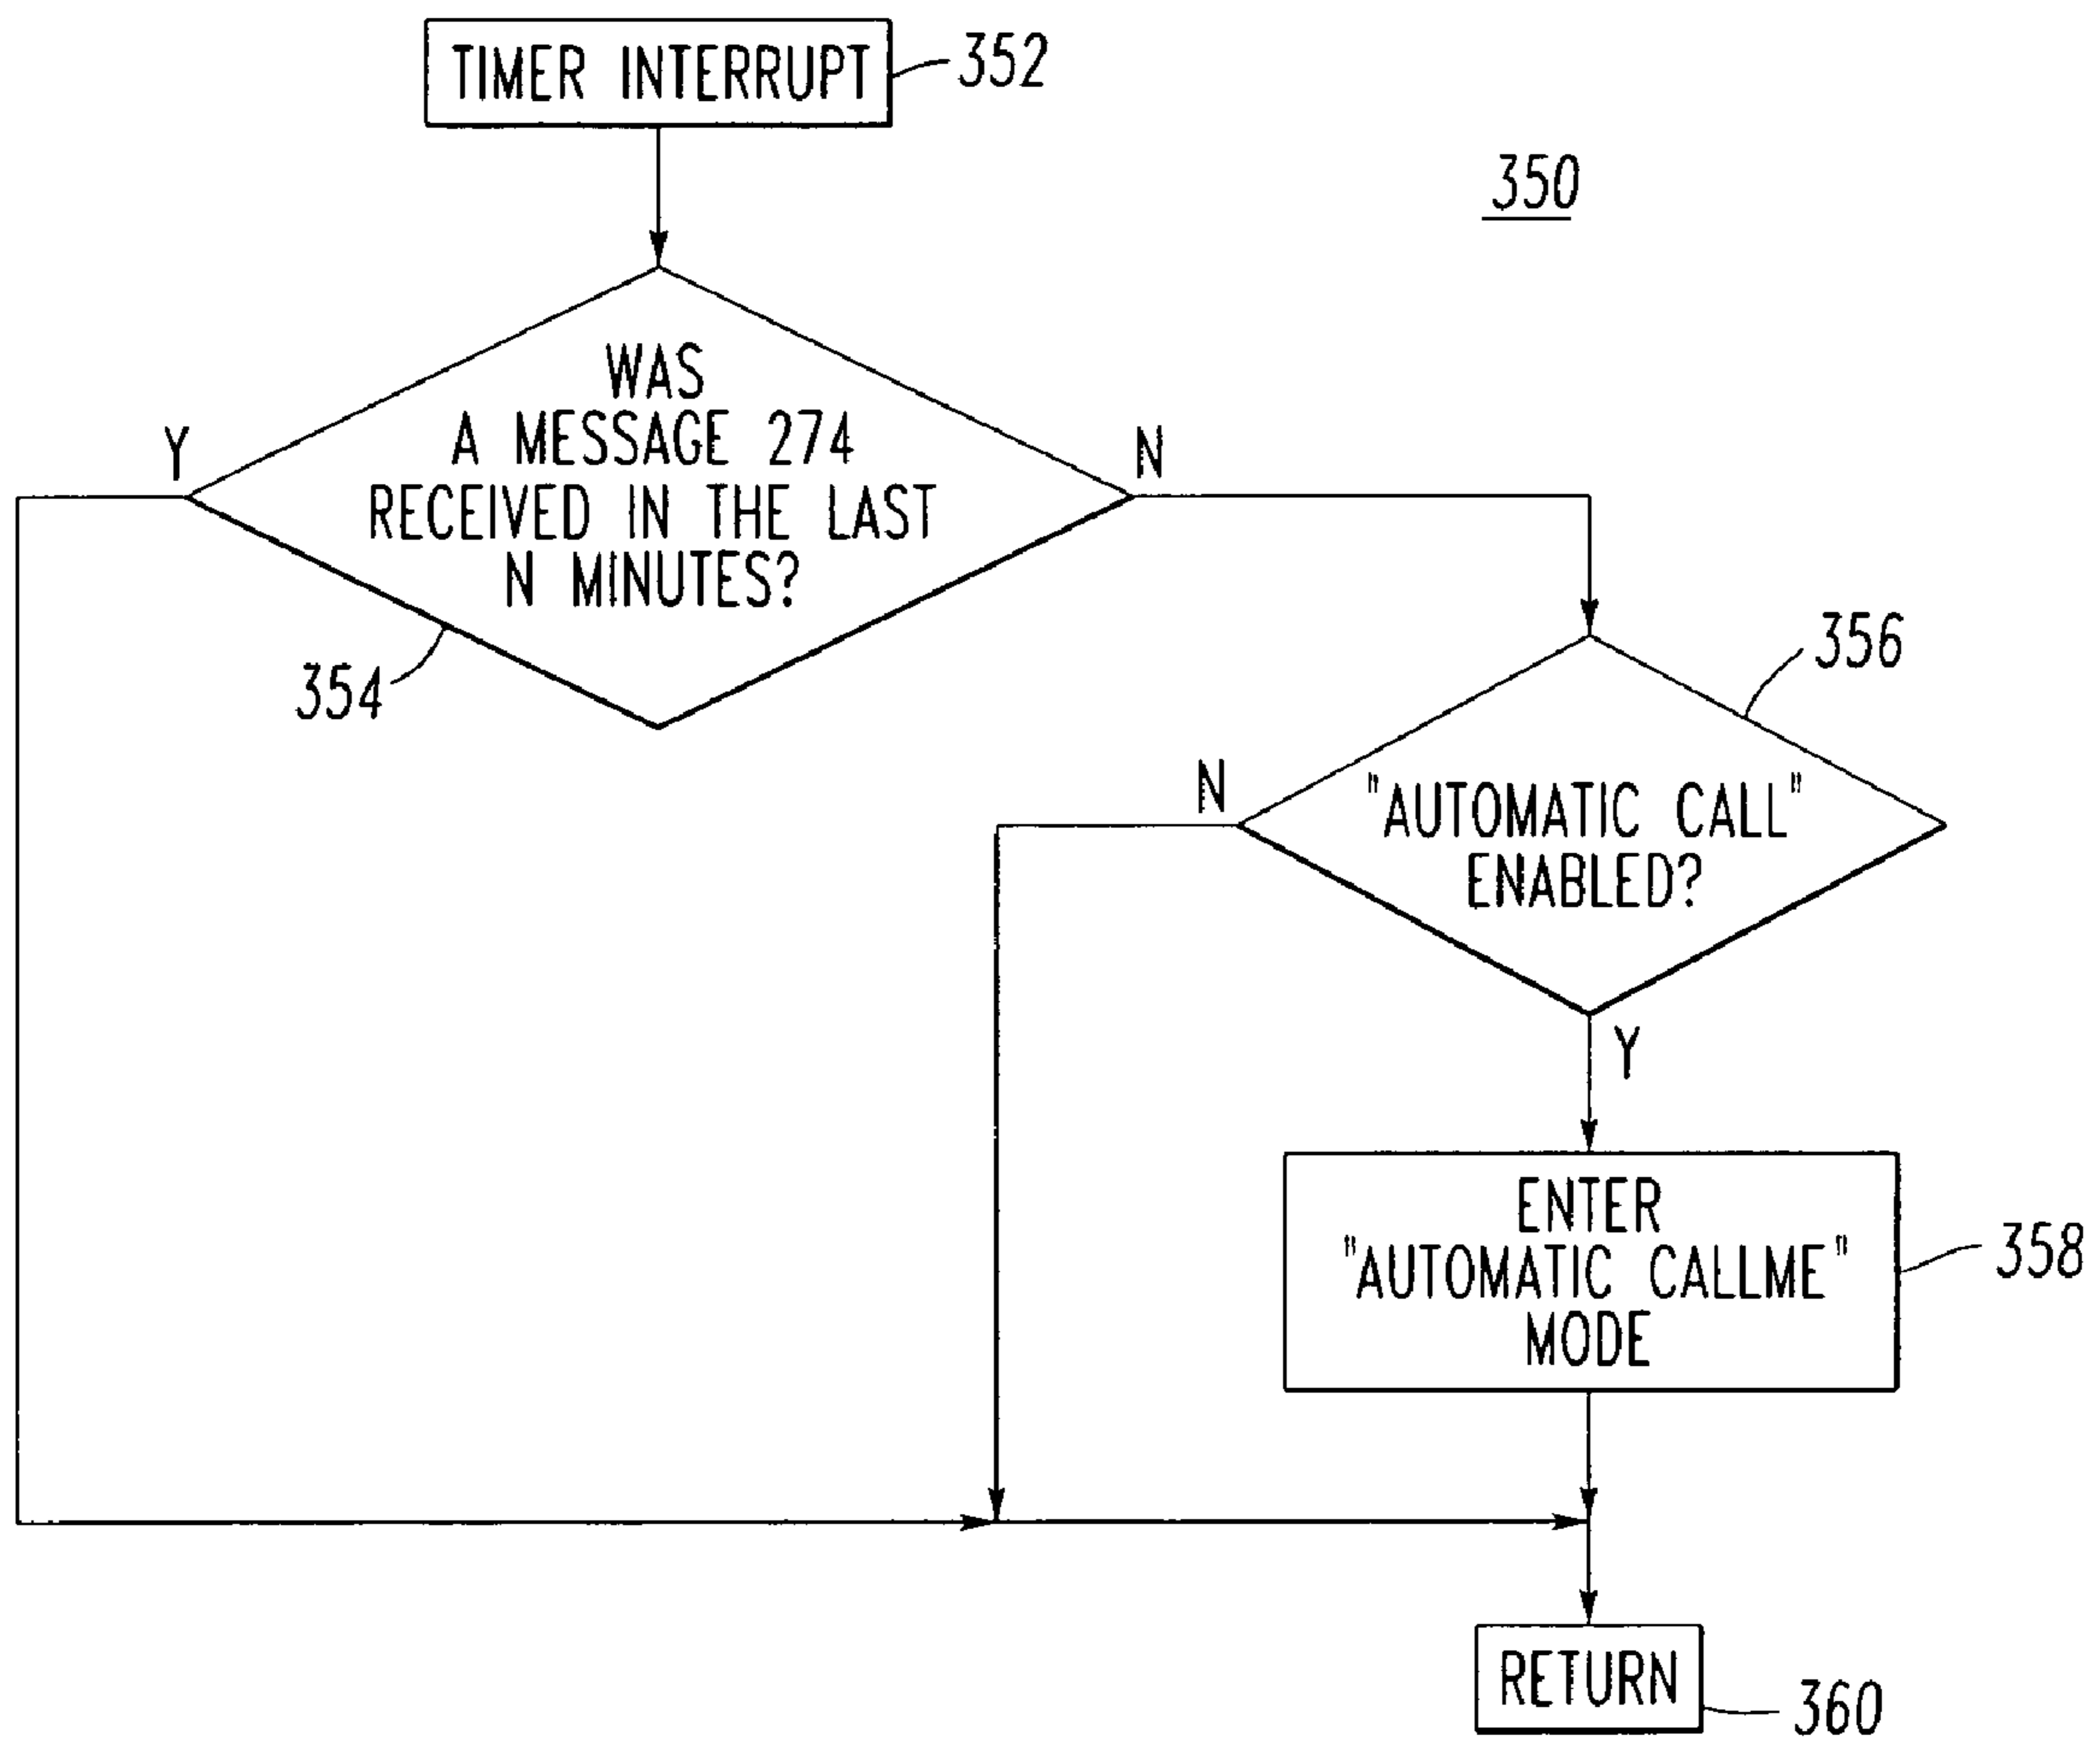 TIMER INTERRUPT
352
350
WAS
A MESSAGE 274
RECEIVED IN THE LAST
N MINUTES?
Y
N
354
356
"AUTOMATIC CALL"
ENABLED?
N
Y
ENTER
"AUTOMATIC CALLME"
MODE
358
RETURN
360